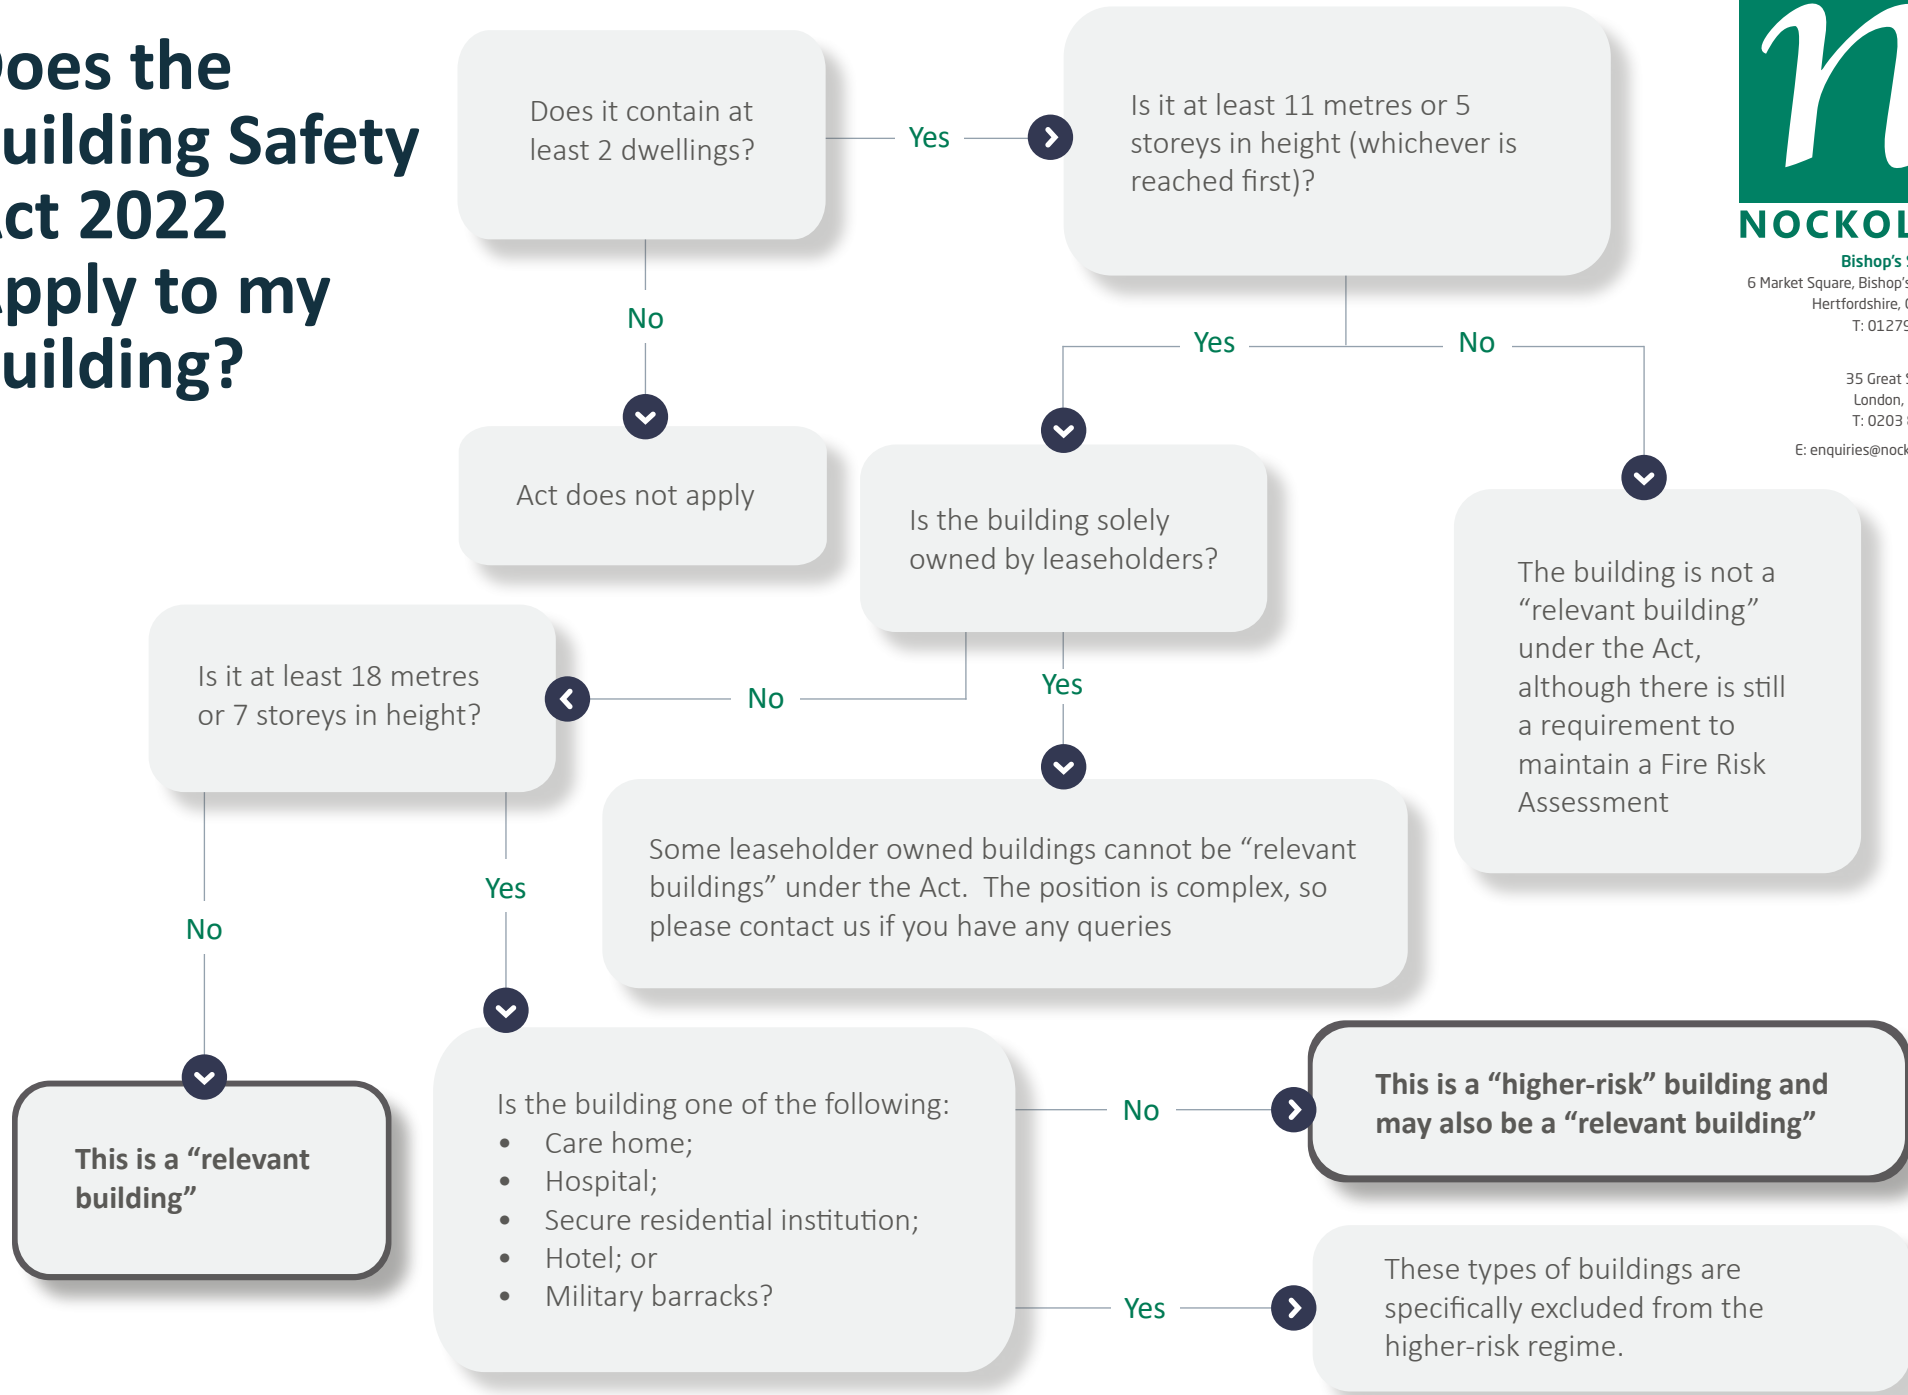 Does the
Building Safety
Act 2022
Apply to my
Building?
Does it contain at
least 2 dwellings?
Yes
Is it at least 11 metres or 5
storeys in height (whichever is
reached first)?
NOCKOL
Bishop's
6 Market Square, Bishop's
Hertfordshire,
T: 01279
35 Great
London,
T: 0203
E: enquiries@nock
No
Yes
No
Act does not apply
Is the building solely
owned by leaseholders?
The building is not a
“relevant building”
under the Act,
although there is still
a requirement to
maintain a Fire Risk
Assessment
Is it at least 18 metres
or 7 storeys in height?
No
Yes
Some leaseholder owned buildings cannot be “relevant
buildings” under the Act.  The position is complex, so
please contact us if you have any queries
No
Yes
This is a “relevant
building”
Is the building one of the following:
• Care home;
• Hospital;
• Secure residential institution;
• Hotel; or
• Military barracks?
No
This is a “higher-risk” building and
may also be a “relevant building”
Yes
These types of buildings are
specifically excluded from the
higher-risk regime.